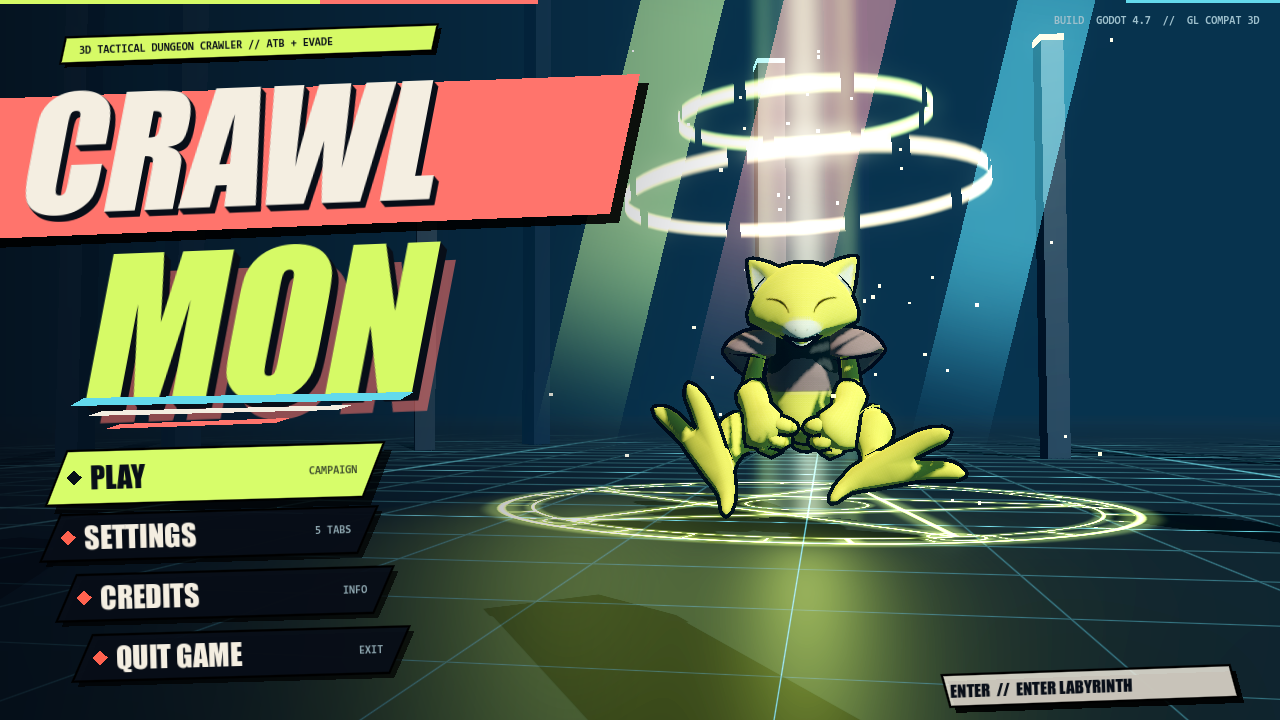 BUILD GODOT 4.7 // GL COMPAT 3D
3D TACTICAL DUNGEON CRAWLER // ATB + EVADE
CRAWL
MON
PLAY CAMPAIGN
SETTINGS 5 TABS
CREDITS INFO
QUIT GAME EXIT
ENTER // ENTER LABYRINTH